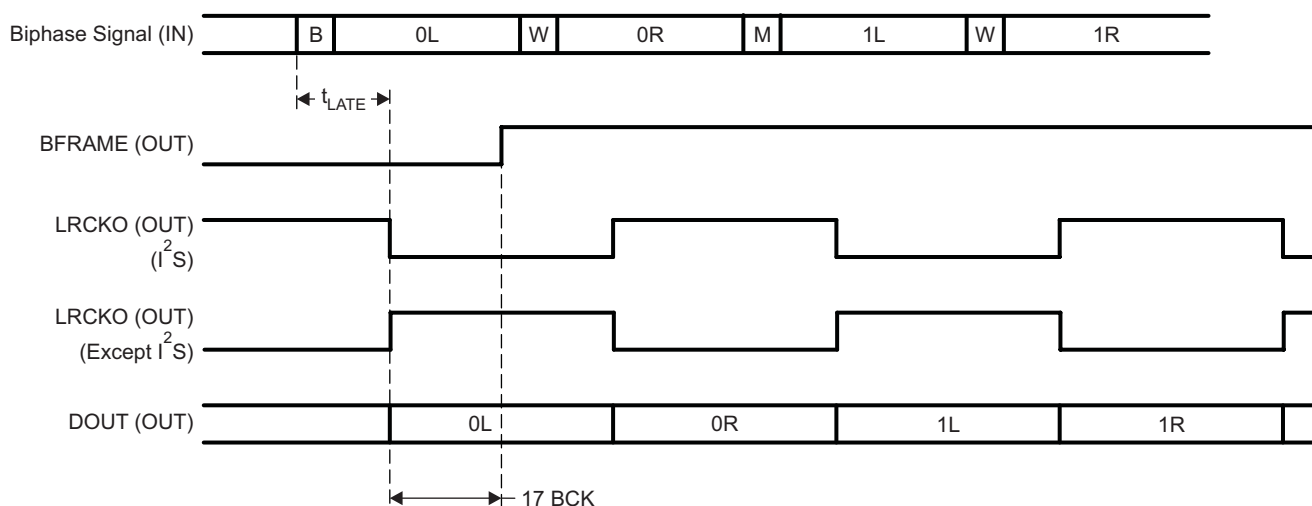 Biphase Signal (IN) B 0L W 0R M 1L W 1R
tLATE
BFRAME (OUT)
LRCKO (OUT)
(I2S)
LRCKO (OUT)
(Except I2S)
DOUT (OUT) 0L 0R 1L 1R
17 BCK